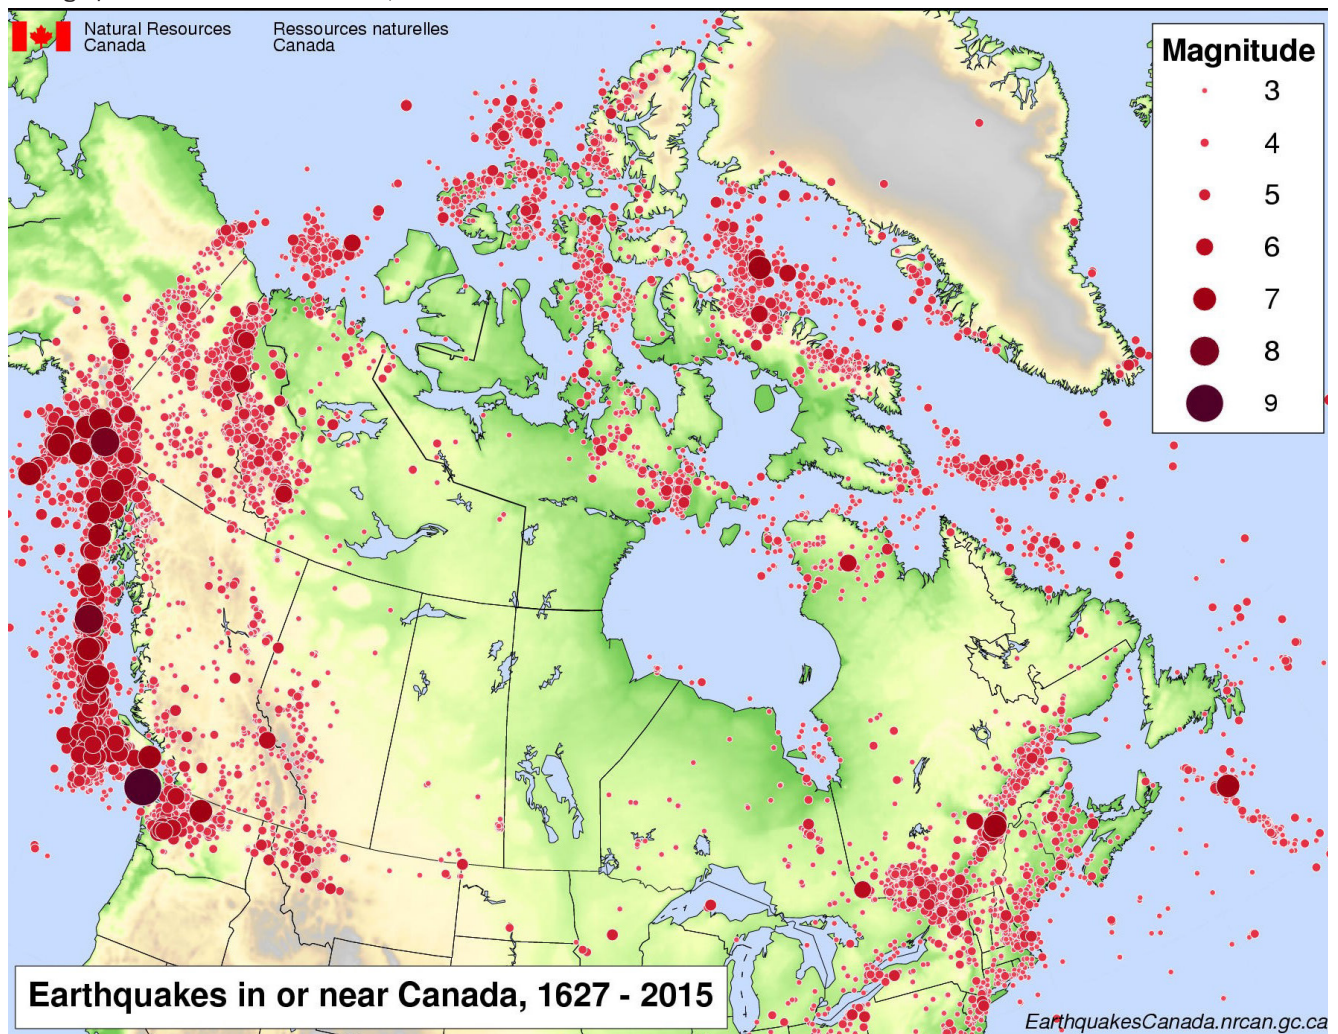 Natural Resources
Canada
Ressources naturelles
Canada
Magnitude
3
4
5
6
7
8
9
Earthquakes in or near Canada, 1627 - 2015
EarthquakesCanada.nrcan.gc.ca